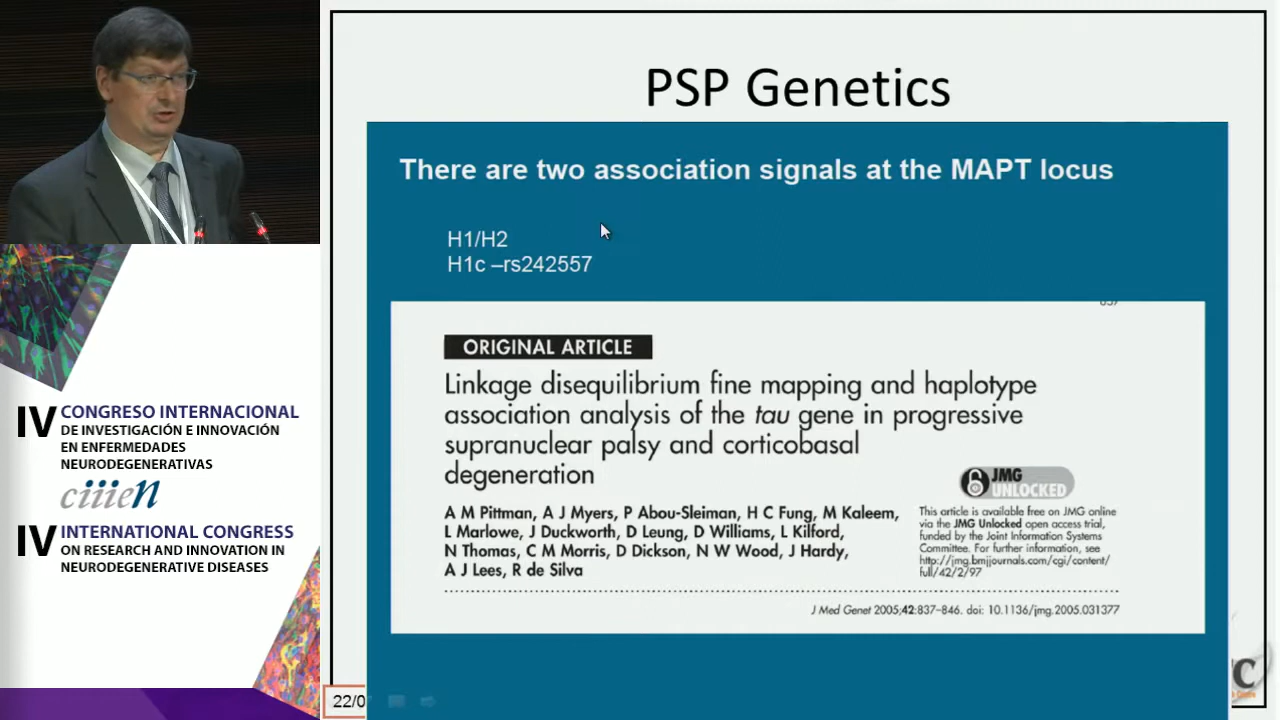 PSP Genetics
There are two association signals at the MAPT locus
H1/H2
H1c –rs242557
ORIGINAL ARTICLE
Linkage disequilibrium fine mapping and haplotype
association analysis of the tau gene in progressive
supranuclear palsy and corticobasal
degeneration
JMG
UNLOCKED
A M Pittman, A J Myers, P Abou-Sleiman, H C Fung, M Kaleem,
L Marlowe, J Duckworth, D Leung, D Williams, L Kilford,
N Thomas, C M Morris, D Dickson, N W Wood, J Hardy,
A J Lees, R de Silva
This article is available free on JMG online
via the JMG Unlocked open access trial,
funded by the Joint Information Systems
Committee. For further information, see
http://jmg.bmjjournals.com/cgi/content/
full/42/2/97
J Med Genet 2005;42:837–846. doi: 10.1136/jmg.2005.031377
22/0
IV CONGRESO INTERNACIONAL
DE INVESTIGACIÓN E INNOVACIÓN
EN ENFERMEDADES
NEURODEGENERATIVAS
ciiien
IV INTERNATIONAL CONGRESS
ON RESEARCH AND INNOVATION IN
NEURODEGENERATIVE DISEASES